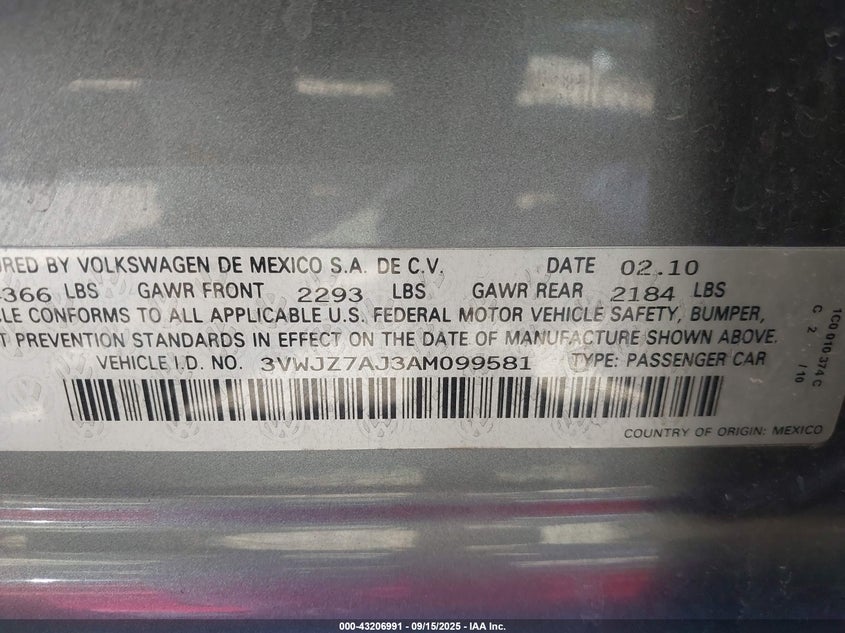 URED BY VOLKSWAGEN DE MEXICO S.A. DE C.V. DATE 02.10
366 LBS GAWR FRONT 2293 LBS GAWR REAR 2184 LBS
LE CONFORMS TO ALL APPLICABLE U.S. FEDERAL MOTOR VEHICLE SAFETY, BUMPER,
T PREVENTION STANDARDS IN EFFECT ON THE DATE OF MANUFACTURE SHOWN ABOVE.
VEHICLE I.D. NO. 3VWJZ7AJ3AM099581 TYPE: PASSENGER CAR
COUNTRY OF ORIGIN: MEXICO
1C0 010 374 C
C 2 /10
000-43206991 - 09/15/2025 - IAA Inc.